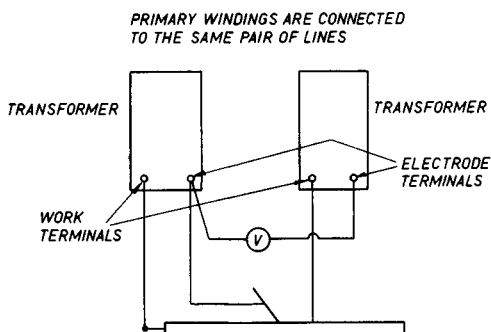 PRIMARY WINDINGS ARE CONNECTED
TO THE SAME PAIR OF LINES
TRANSFORMER
TRANSFORMER
ELECTRODE
TERMINALS
WORK
TERMINALS
V